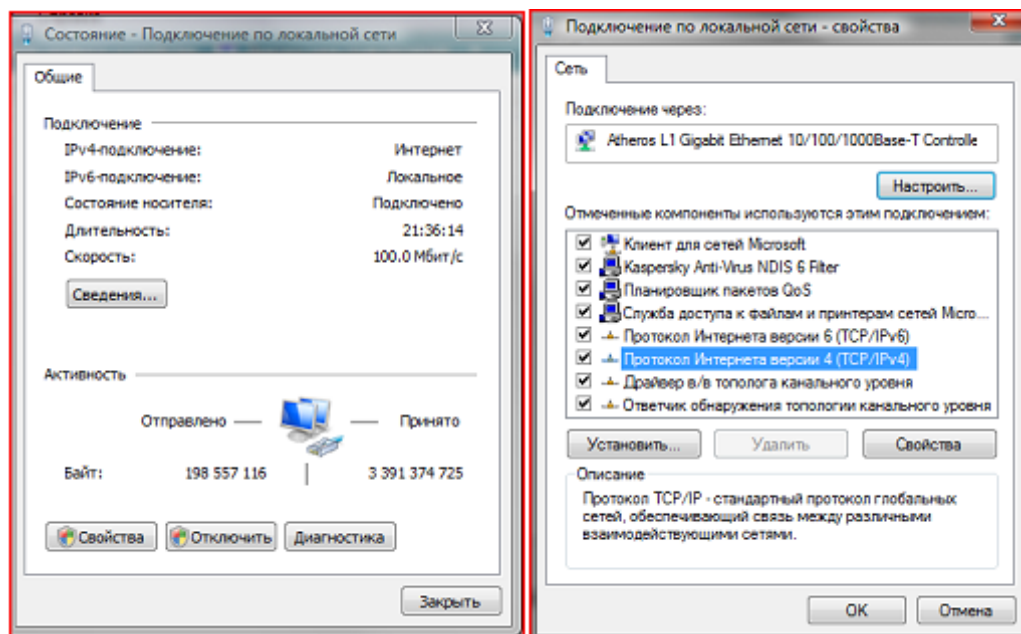 Состояние - Подключение по локальной сети
Общие
Подключение
IPv4-подключение: Интернет
IPv6-подключение: Локальное
Состояние носителя: Подключено
Длительность: 21:36:14
Скорость: 100.0 Мбит/с
Сведения...
Активность
Отправлено — — Принято
Байт: 198 557 116 3 391 374 725
Свойства Отключить Диагностика
Закрыть
Подключение по локальной сети - свойства
Сеть
Подключение через:
Atheros L1 Gigabit Ethernet 10/100/1000Base-T Controlle
Настроить...
Отмеченные компоненты используются этим подключением:
Клиент для сетей Microsoft
Kaspersky Anti-Virus NDIS 6 Filter
Планировщик пакетов QoS
Служба доступа к файлам и принтерам сетей Micro...
Протокол Интернета версии 6 (TCP/IPv6)
Протокол Интернета версии 4 (TCP/IPv4)
Драйвер в/в тополога канального уровня
Ответчик обнаружения топологии канального уровня
Установить... Удалить Свойства
Описание
Протокол TCP/IP - стандартный протокол глобальных
сетей, обеспечивающий связь между различными
взаимодействующими сетями.
OK Отмена